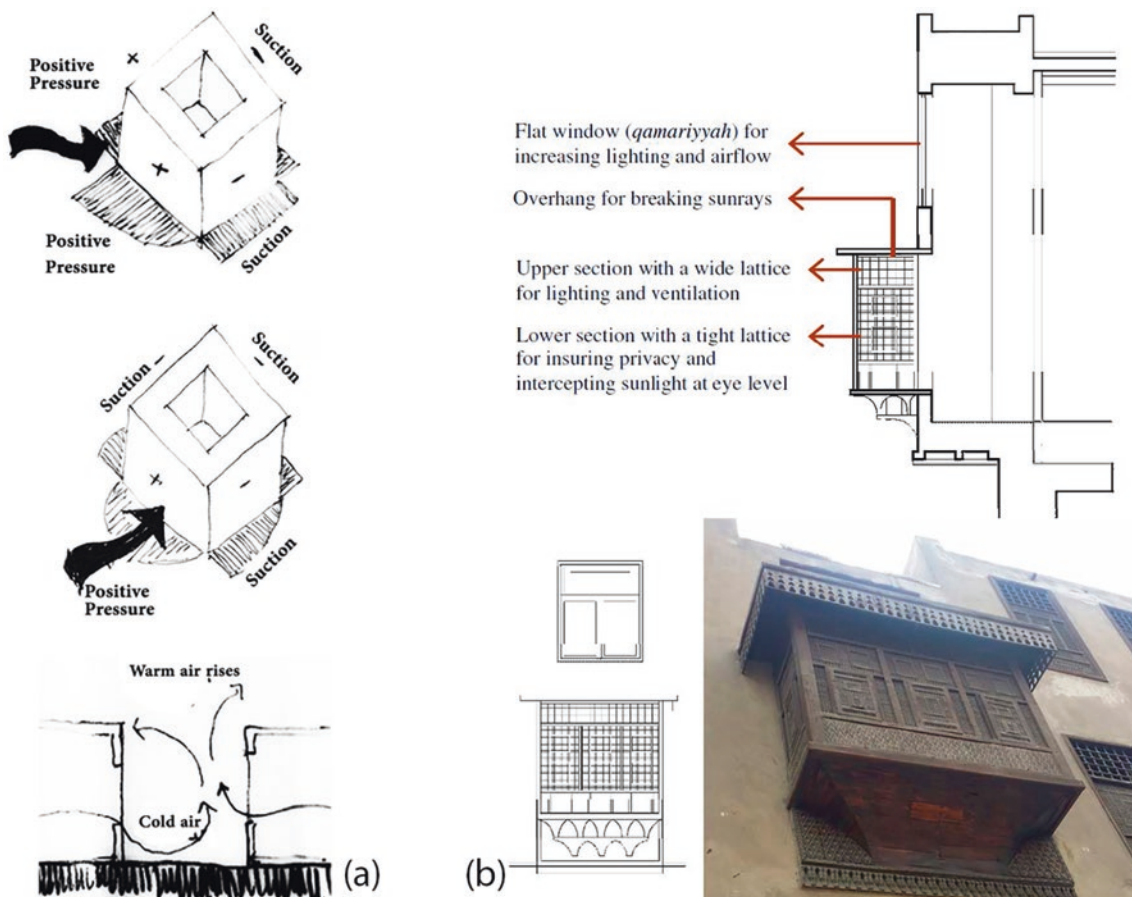 Positive
Pressure
+
Suction
-
+
-
Positive
Pressure
Suction
Suction -
Suction
-
+
-
Positive
Pressure
Suction
Warm air rises
Cold air
(a)
Flat window (qamariyyah) for
increasing lighting and airflow
Overhang for breaking sunrays
Upper section with a wide lattice
for lighting and ventilation
Lower section with a tight lattice
for insuring privacy and
intercepting sunlight at eye level
(b)